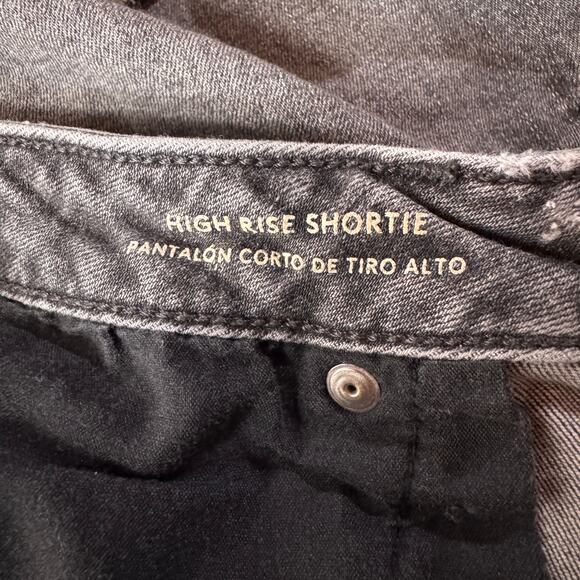 HIGH RISE SHORTIE
PANTALÓN CORTO DE TIRO ALTO